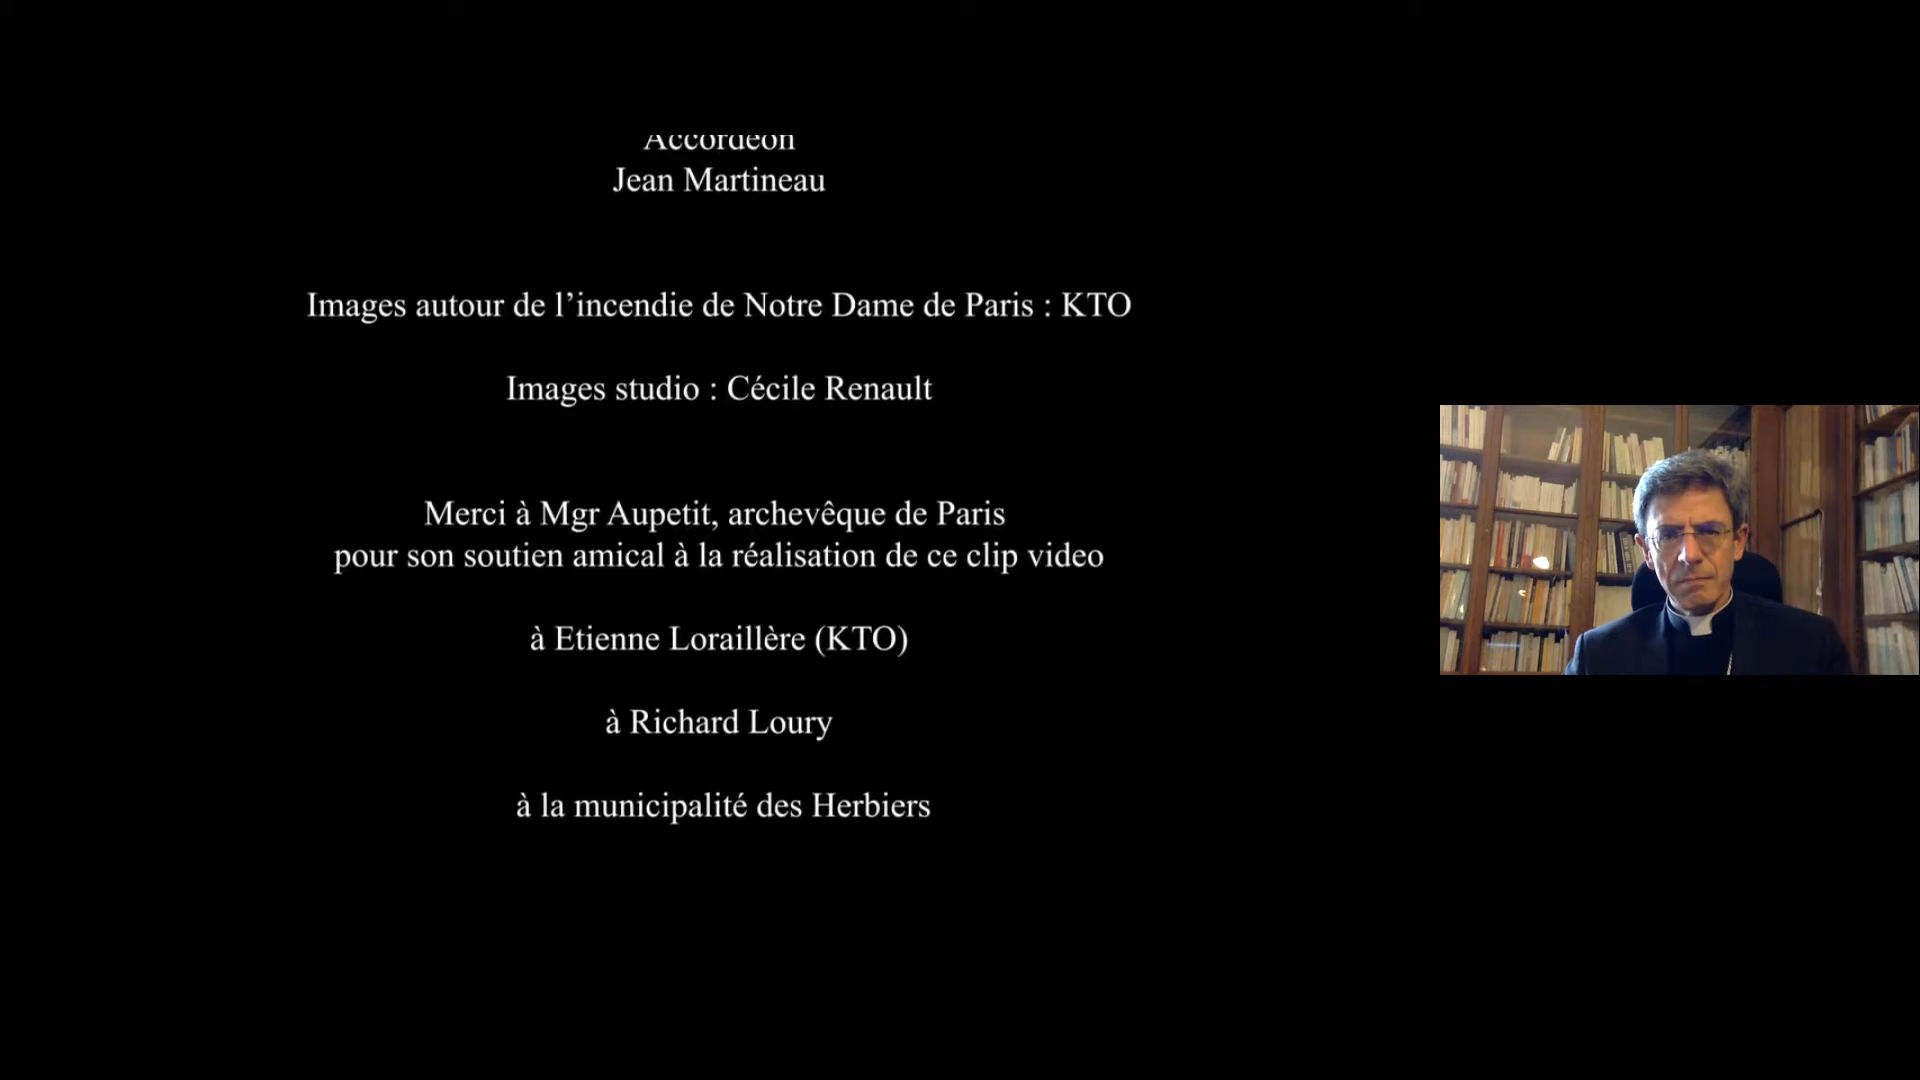 Accordéon
Jean Martineau
Images autour de l’incendie de Notre Dame de Paris : KTO
Images studio : Cécile Renault
Merci à Mgr Aupetit, archevêque de Paris
pour son soutien amical à la réalisation de ce clip video
à Etienne Loraillère (KTO)
à Richard Loury
à la municipalité des Herbiers